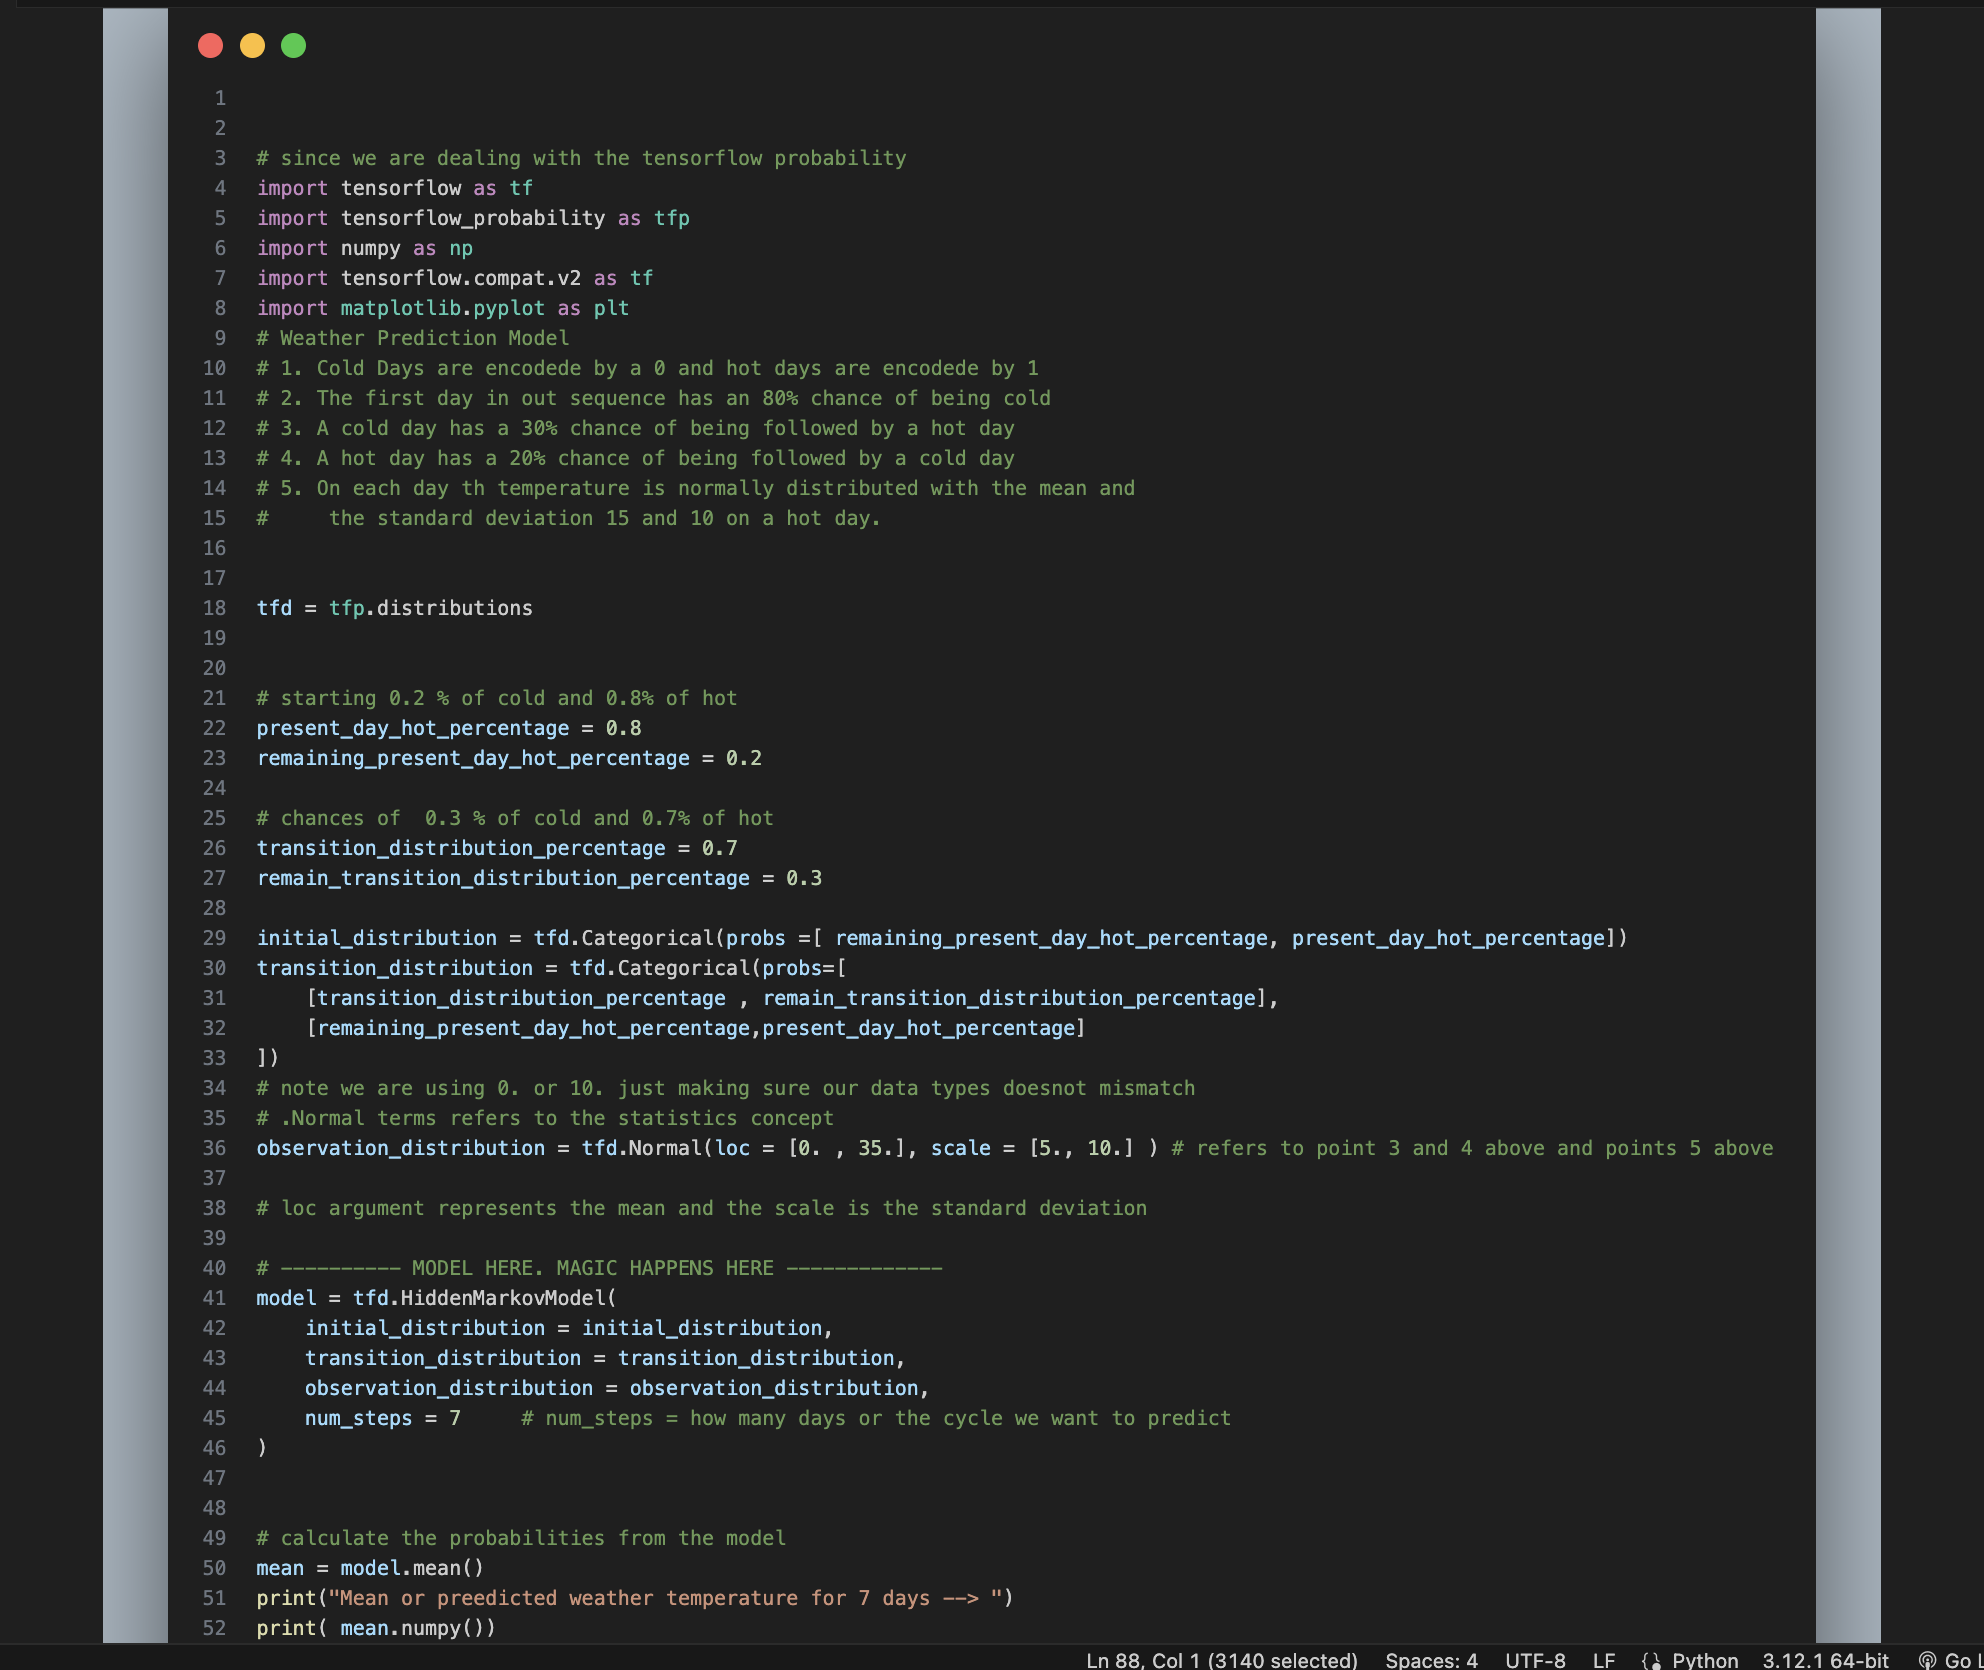 1
2
3 # since we are dealing with the tensorflow probability
4 import tensorflow as tf
5 import tensorflow_probability as tfp
6 import numpy as np
7 import tensorflow.compat.v2 as tf
8 import matplotlib.pyplot as plt
9 # Weather Prediction Model
10 # 1. Cold Days are encodede by a 0 and hot days are encodede by 1
11 # 2. The first day in out sequence has an 80% chance of being cold
12 # 3. A cold day has a 30% chance of being followed by a hot day
13 # 4. A hot day has a 20% chance of being followed by a cold day
14 # 5. On each day th temperature is normally distributed with the mean and
15 #     the standard deviation 15 and 10 on a hot day.
16
17
18 tfd = tfp.distributions
19
20
21 # starting 0.2 % of cold and 0.8% of hot
22 present_day_hot_percentage = 0.8
23 remaining_present_day_hot_percentage = 0.2
24
25 # chances of  0.3 % of cold and 0.7% of hot
26 transition_distribution_percentage = 0.7
27 remain_transition_distribution_percentage = 0.3
28
29 initial_distribution = tfd.Categorical(probs =[ remaining_present_day_hot_percentage, present_day_hot_percentage])
30 transition_distribution = tfd.Categorical(probs=[
31     [transition_distribution_percentage , remain_transition_distribution_percentage],
32     [remaining_present_day_hot_percentage,present_day_hot_percentage]
33 ])
34 # note we are using 0. or 10. just making sure our data types doesnot mismatch
35 # .Normal terms refers to the statistics concept
36 observation_distribution = tfd.Normal(loc = [0. , 35.], scale = [5., 10.] ) # refers to point 3 and 4 above and points 5 above
37
38 # loc argument represents the mean and the scale is the standard deviation
39
40 # ---------- MODEL HERE. MAGIC HAPPENS HERE -------------
41 model = tfd.HiddenMarkovModel(
42     initial_distribution = initial_distribution,
43     transition_distribution = transition_distribution,
44     observation_distribution = observation_distribution,
45     num_steps = 7     # num_steps = how many days or the cycle we want to predict
46 )
47
48
49 # calculate the probabilities from the model
50 mean = model.mean()
51 print("Mean or preedicted weather temperature for 7 days --> ")
52 print( mean.numpy())
Ln 88, Col 1 (3140 selected) Spaces: 4 UTF-8 LF Python 3.12.1 64-bit Go